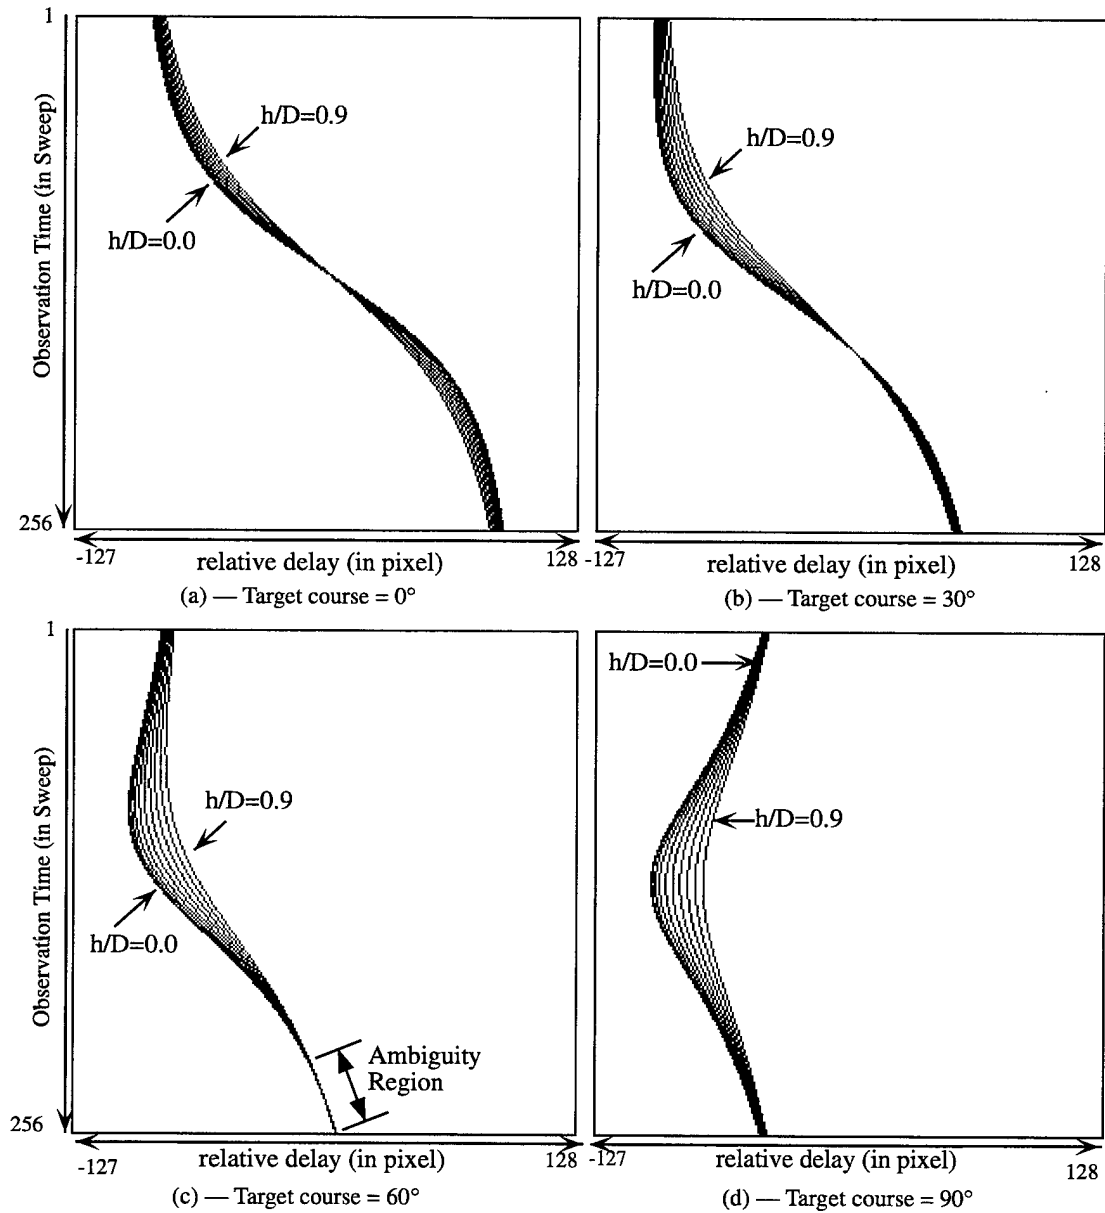 1
Observation Time (in Sweep)
h/D=0.9
h/D=0.0
256
-127
relative delay (in pixel)
128
(a) — Target course = 0°
h/D=0.9
h/D=0.0
-127
relative delay (in pixel)
128
(b) — Target course = 30°
1
Observation Time (in Sweep)
h/D=0.9
h/D=0.0
Ambiguity
Region
256
-127
relative delay (in pixel)
128
(c) — Target course = 60°
h/D=0.0
h/D=0.9
-127
relative delay (in pixel)
128
(d) — Target course = 90°